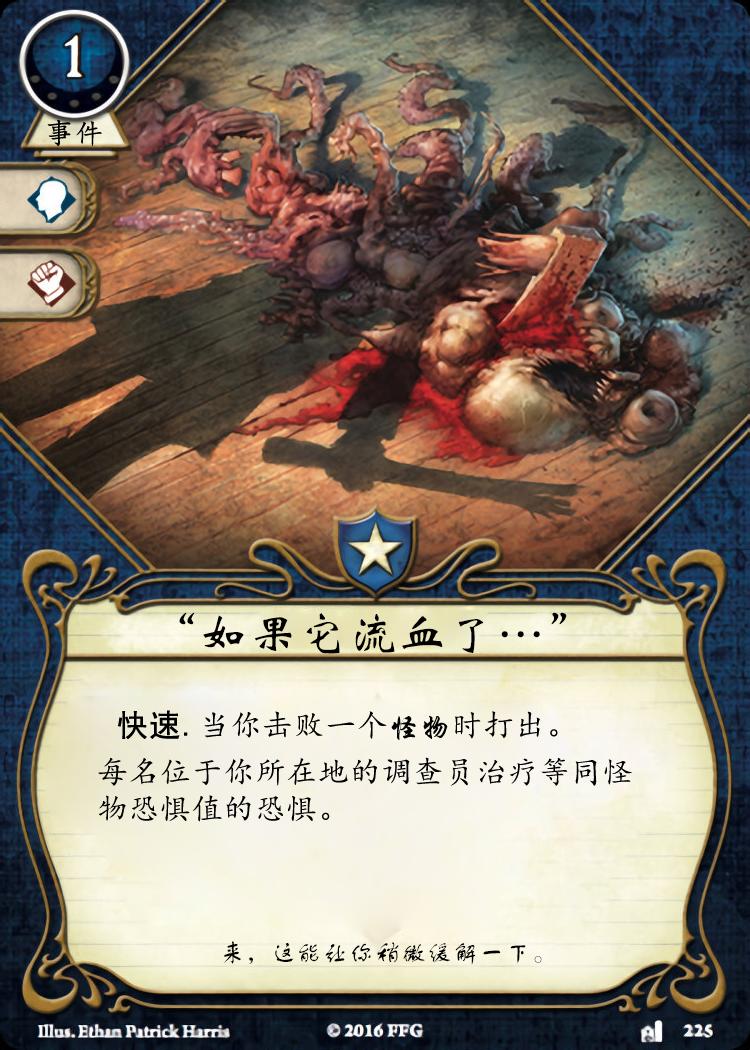 1
事件
“如果它流血了…”
快速. 当你击败一个怪物时打出。
每名位于你所在地的调查员治疗等同怪
物恐惧值的恐惧。
来，这能让你稍微缓解一下。
Illus. Ethan Patrick Harris © 2016 FFG 225